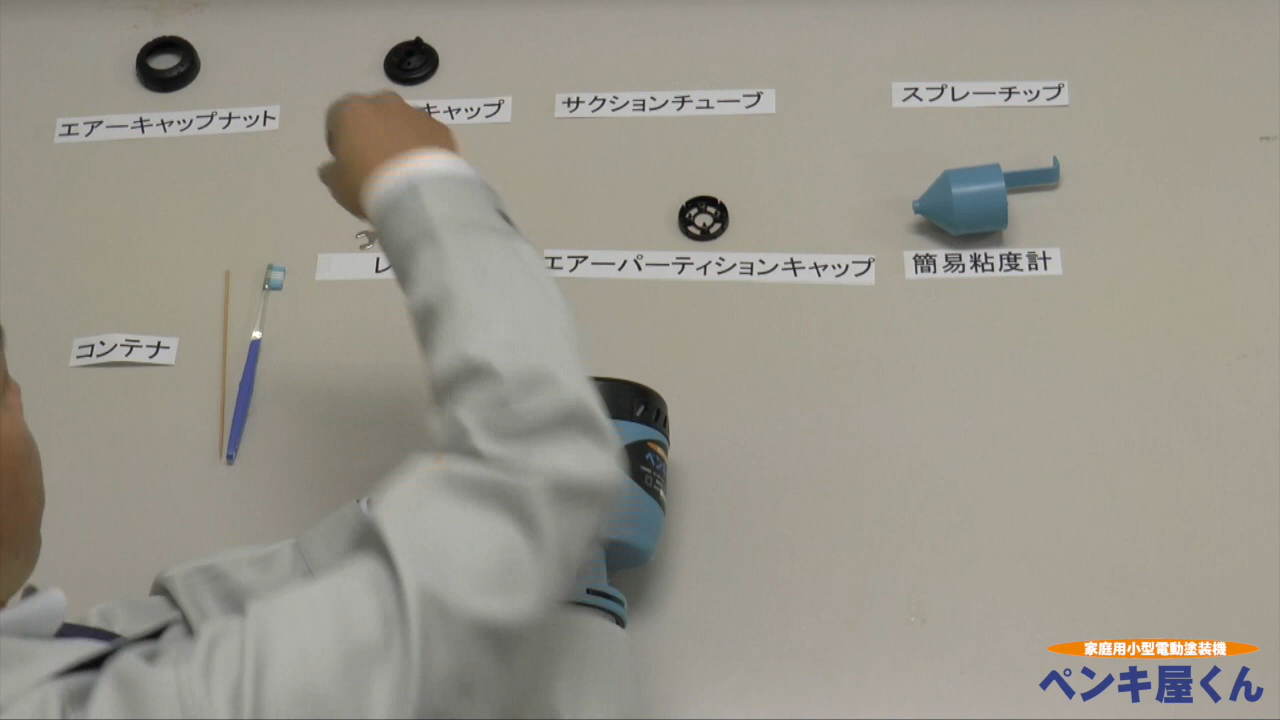 エアーキャップナット
キャップ
サクションチューブ
スプレーチップ
レ
エアーパーティションキャップ
簡易粘度計
コンテナ
家庭用小型電動塗装機
ペンキ屋くん